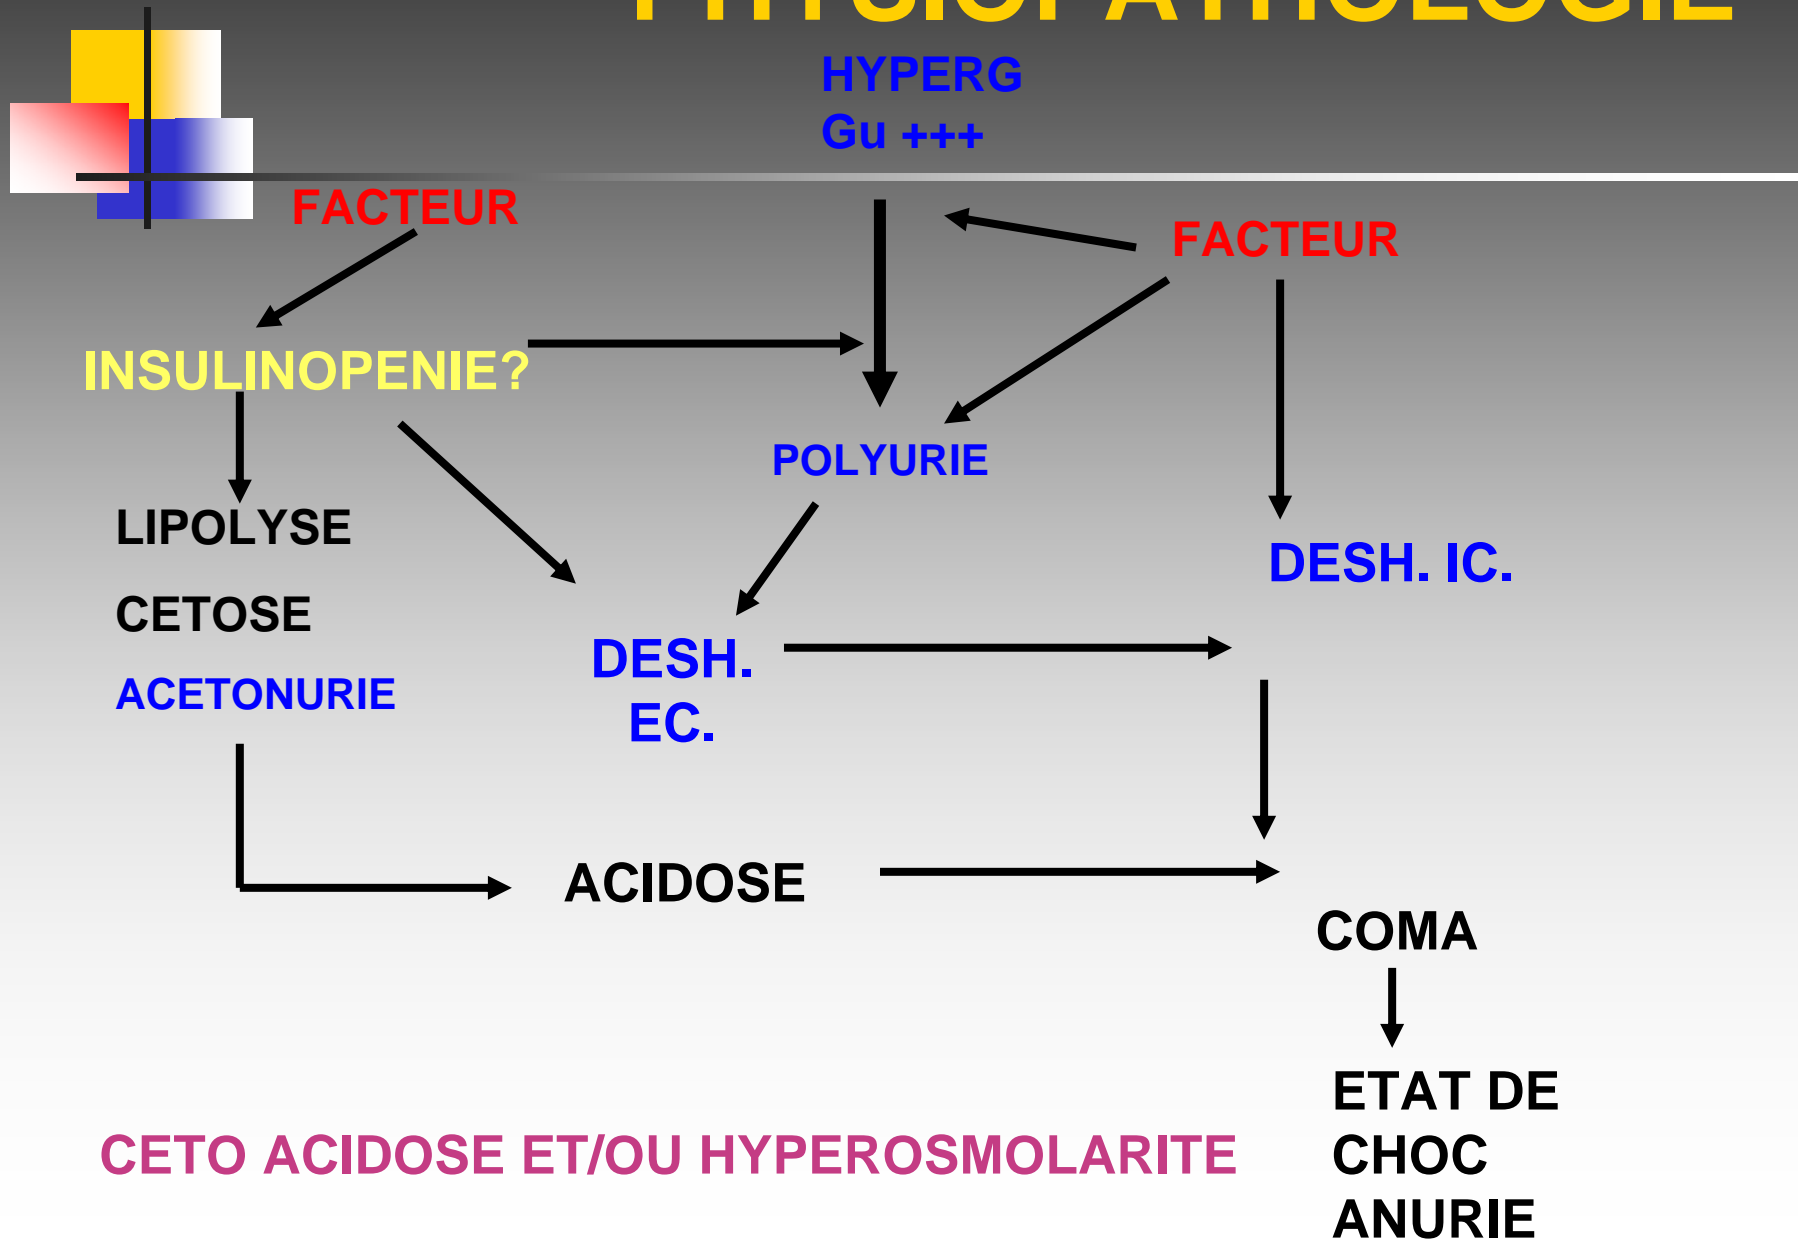 PHYSIOPATHOLOGIE
HYPERG
Gu +++
FACTEUR
FACTEUR
INSULINOPENIE?
POLYURIE
LIPOLYSE
DESH. IC.
CETOSE
DESH.
EC.
ACETONURIE
ACIDOSE
COMA
ETAT DE
CHOC
ANURIE
CETO ACIDOSE ET/OU HYPEROSMOLARITE